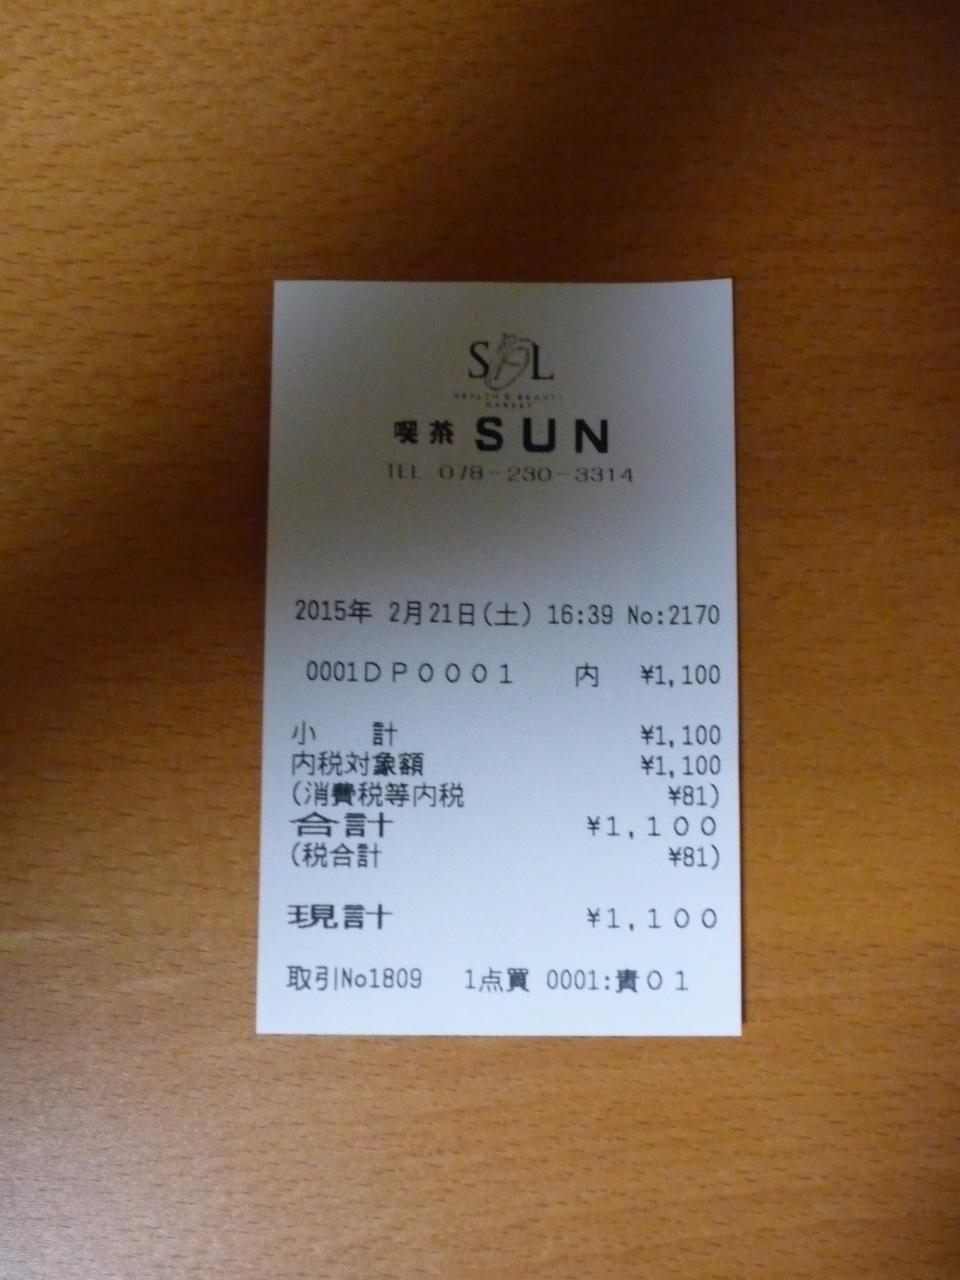 SOL
HEALTH & BEAUTY
MARKET
喫茶 SUN
TEL 078-230-3314
2015年 2月21日(土) 16:39 No:2170
0001DP0001 内 ¥1,100
小 計 ¥1,100
内税対象額 ¥1,100
(消費税等内税 ¥81)
合計 ¥1,100
(税合計 ¥81)
現計 ¥1,100
取引No1809 1点買 0001:責01